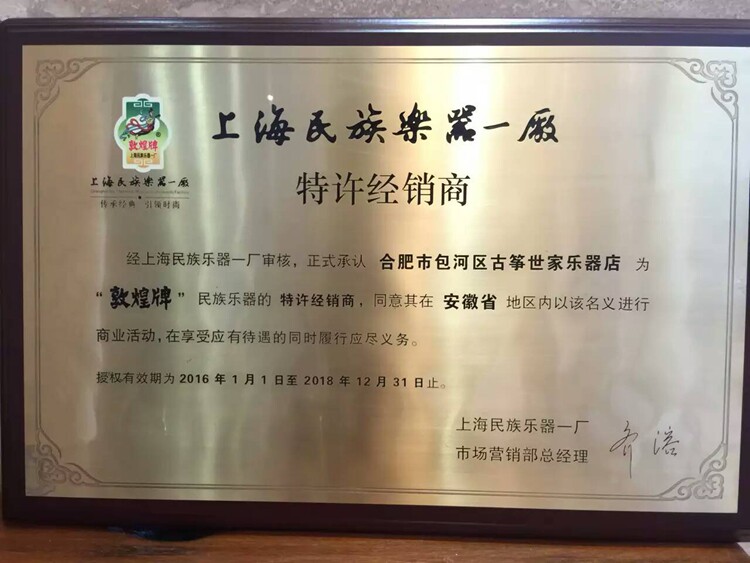 上海民族樂器一厰
特许经销商
敦煌牌
上海民族乐器一厂
上海民族樂器一厰
传承经典 引领时尚
经上海民族乐器一厂审核，正式承认 合肥市包河区古筝世家乐器店 为
“敦煌牌”民族乐器的 特许经销商，同意其在 安徽省 地区内以该名义进行
商业活动，在享受应有待遇的同时履行应尽义务。
授权有效期为 2016 年 1 月 1 日至 2018 年 12 月 31 日止。
上海民族乐器一厂
市场营销部总经理